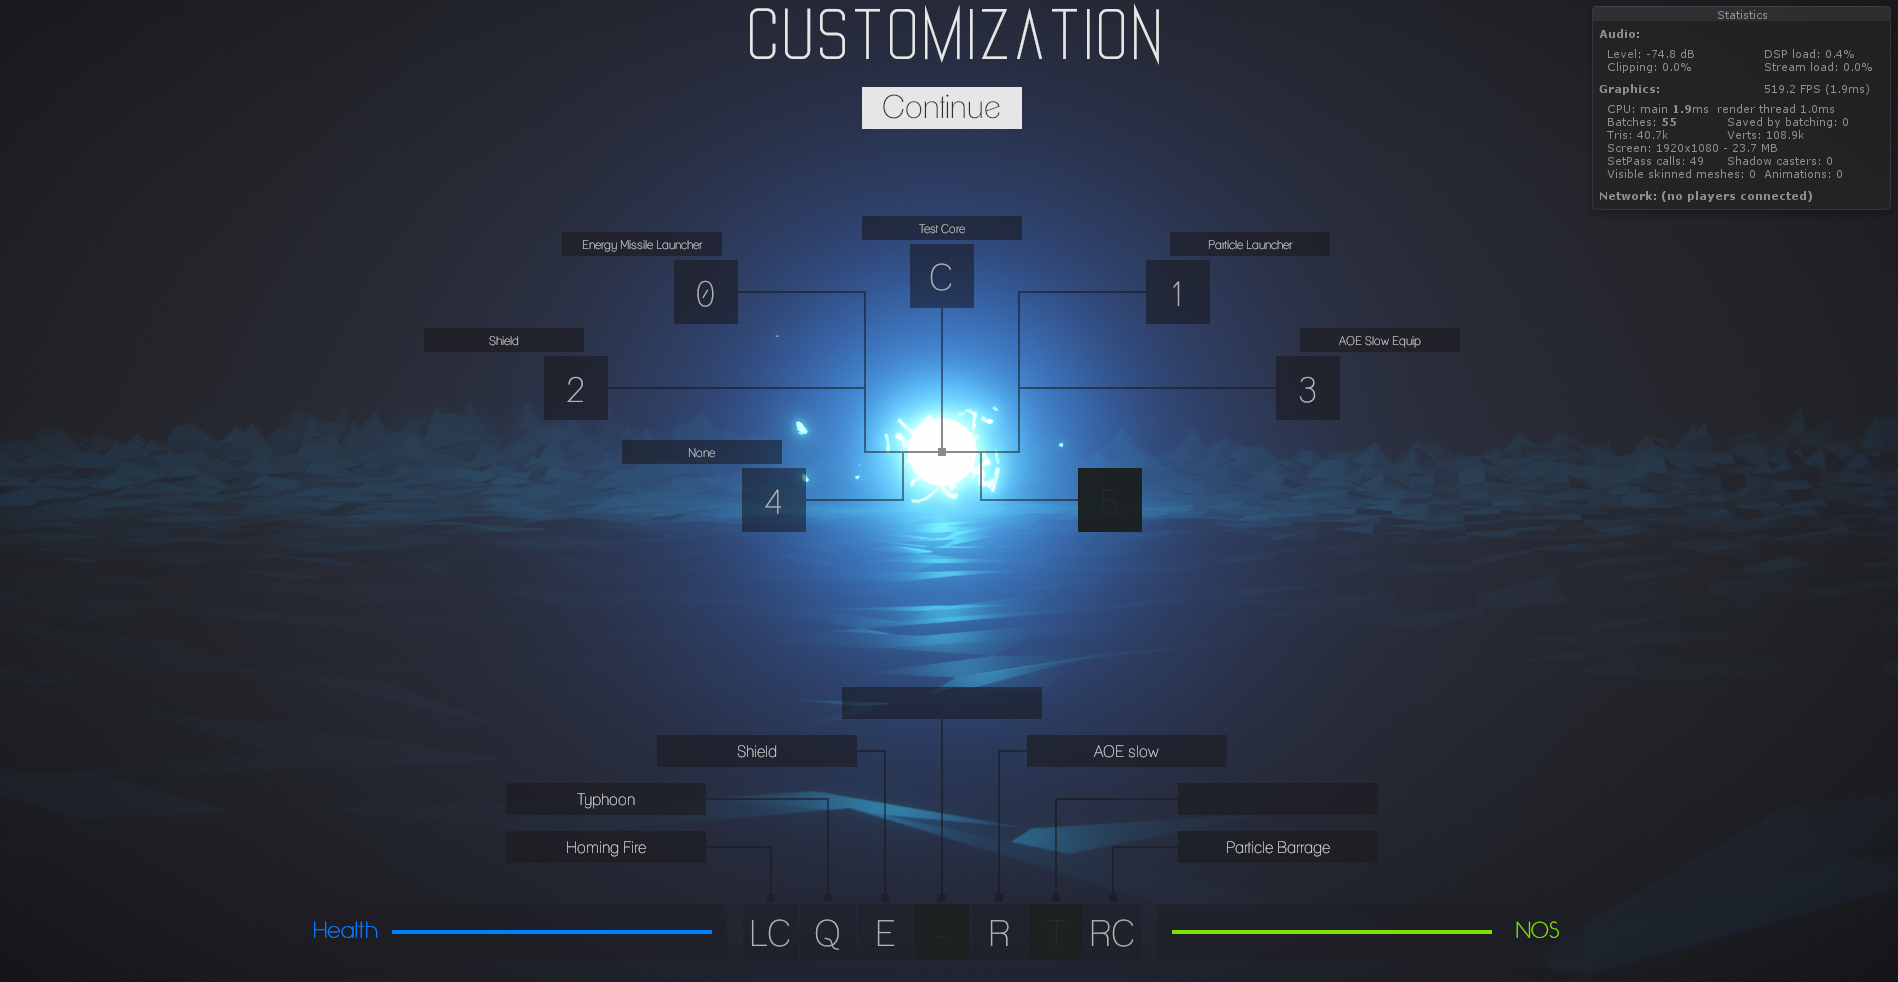 CUSTOMIZATION
Continue
Statistics
Audio:
Level: -74.8 dB DSP load: 0.4%
Clipping: 0.0% Stream load: 0.0%
Graphics: 519.2 FPS (1.9ms)
CPU: main 1.9ms render thread 1.0ms
Batches: 55 Saved by batching: 0
Tris: 40.7k Verts: 108.9k
Screen: 1920x1080 - 23.7 MB
SetPass calls: 49 Shadow casters: 0
Visible skinned meshes: 0 Animations: 0
Network: (no players connected)
Test Core
C
Energy Missile Launcher
0
Particle Launcher
1
Shield
2
AOE Slow Equip
3
None
4
5
Shield
AOE slow
Typhoon
Homing Fire
Particle Barrage
Health
LC Q E - R T RC
NOS